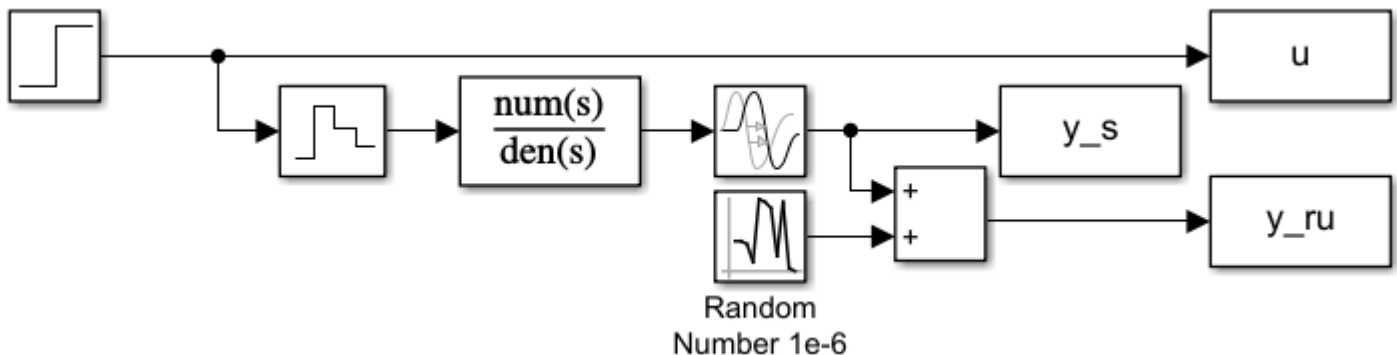 u
num(s)
den(s)
y_s
+
+
y_ru
Random
Number 1e-6